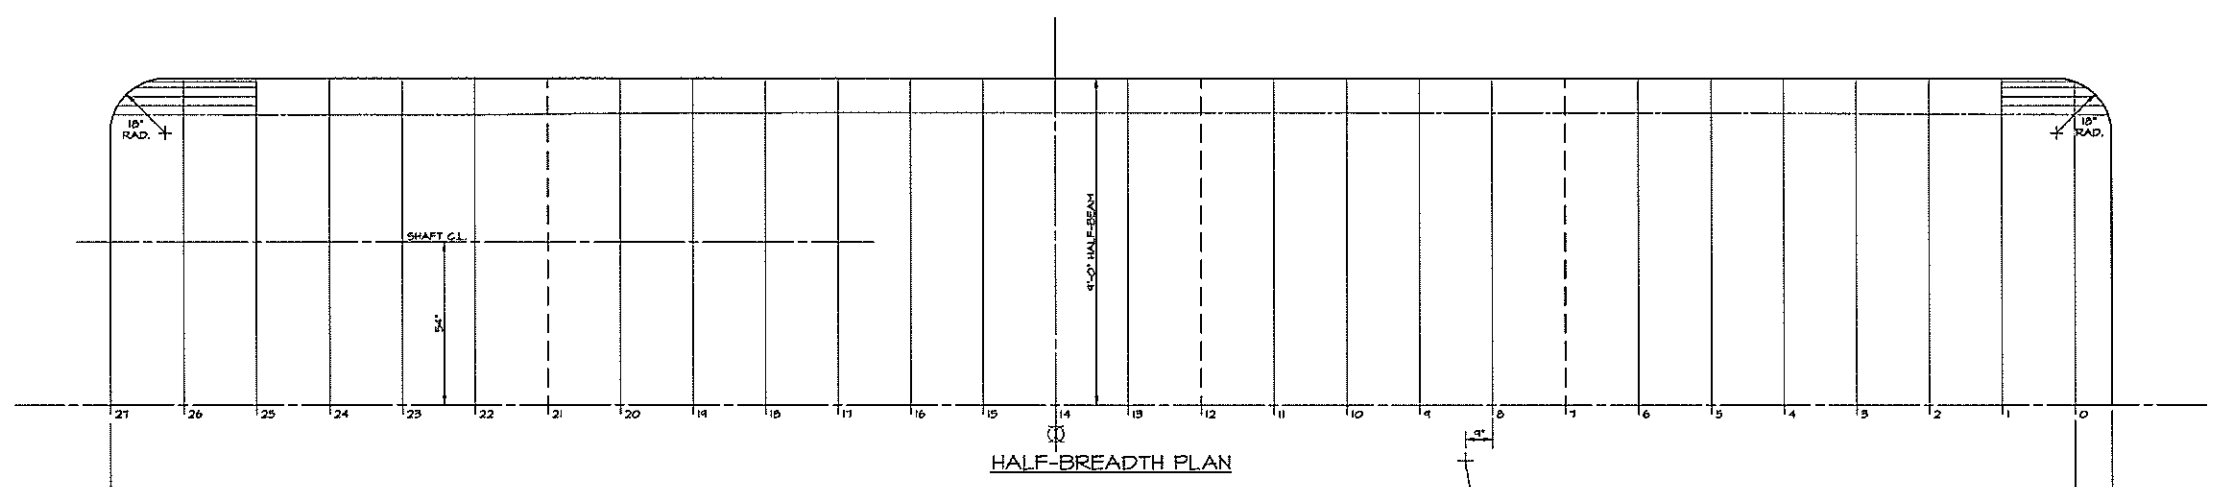 18"
RAD.
18"
RAD.
9'-0" HALF-BEAM
SHAFT C.L.
54"
27 26 25 24 23 22 21 20 19 18 17 16 15 14 13 12 11 10 9 8 7 6 5 4 3 2 1 0
9"
HALF-BREADTH PLAN